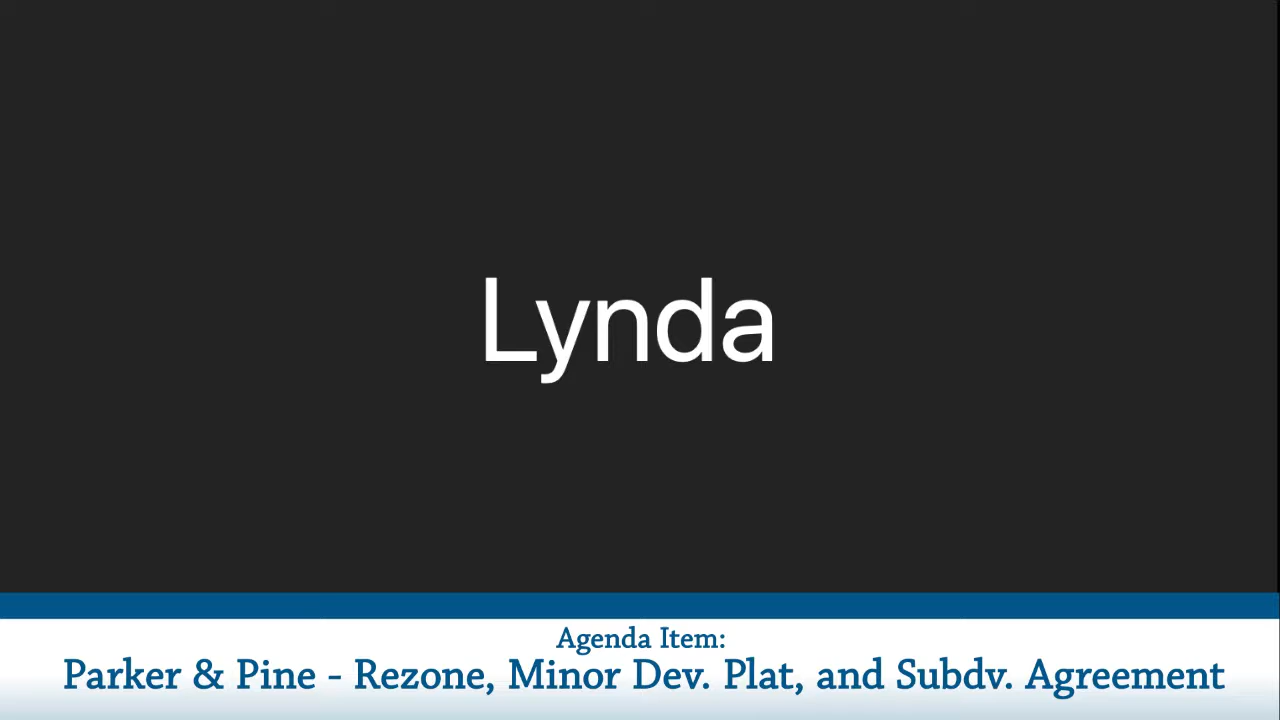 Lynda
Agenda Item:
Parker & Pine - Rezone, Minor Dev. Plat, and Subdv. Agreement